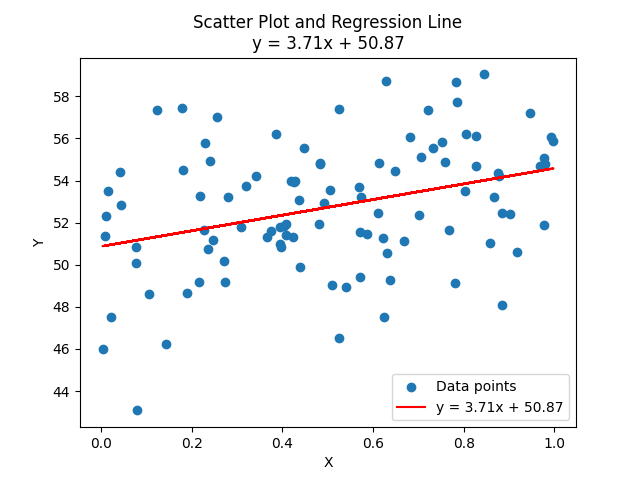 Scatter Plot and Regression Line
y = 3.71x + 50.87
58
56
54
52
50
48
46
44
Y
0.0 0.2 0.4 0.6 0.8 1.0
X
Data points
y = 3.71x + 50.87